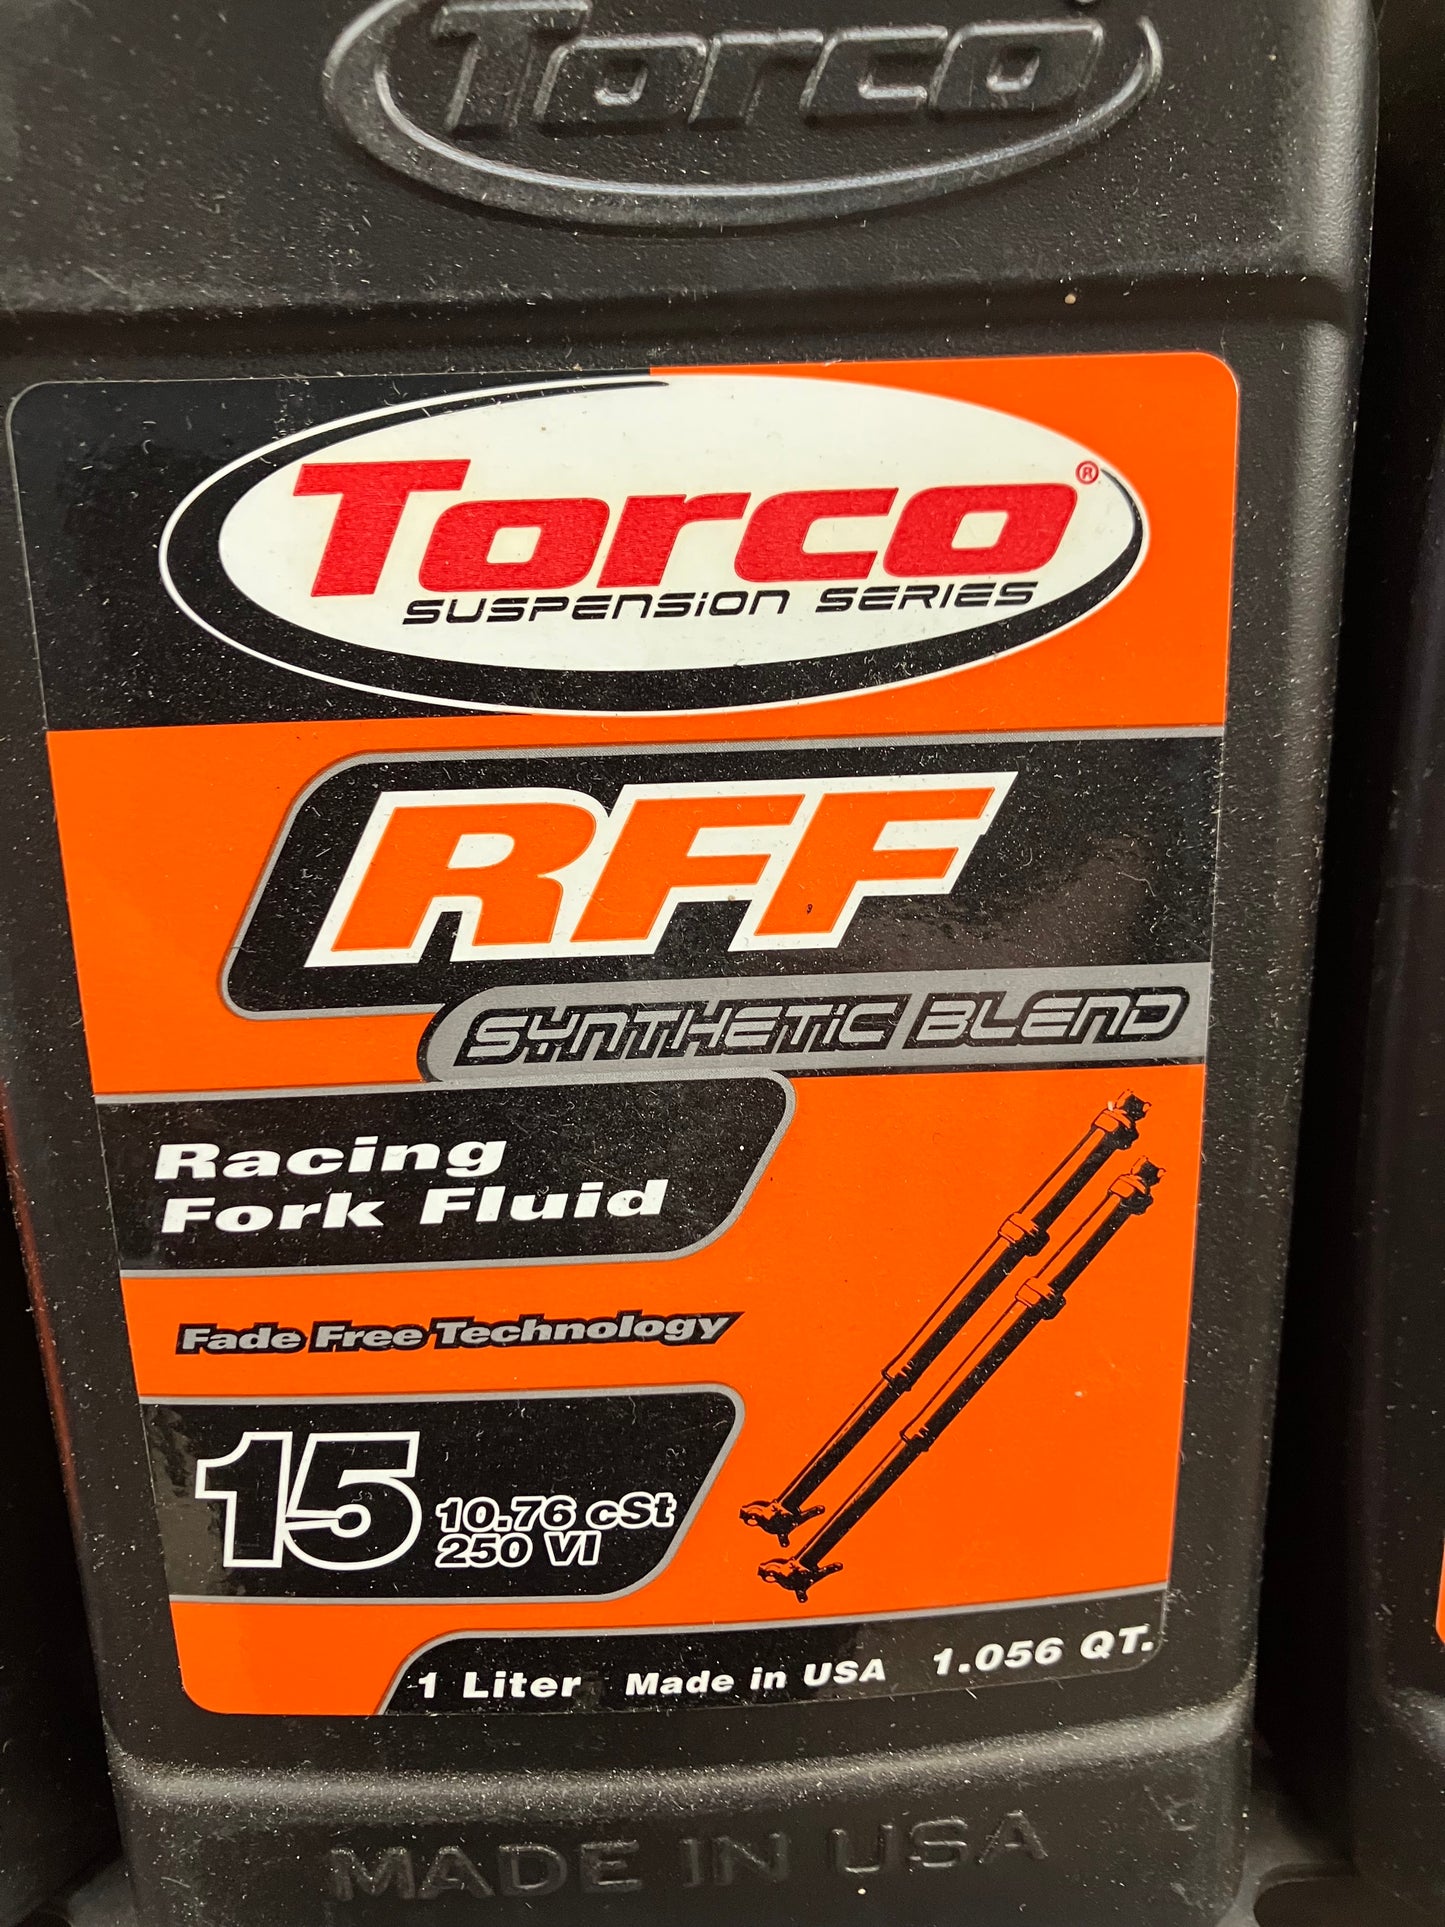 Torco
Torco®
SUSPENSiON SERIES
RFF
SYNTHETiC BLEND
Racing
Fork Fluid
Fade Free Technology
15
10.76 cSt
250 VI
1 Liter Made in USA 1.056 QT.
MADE IN USA